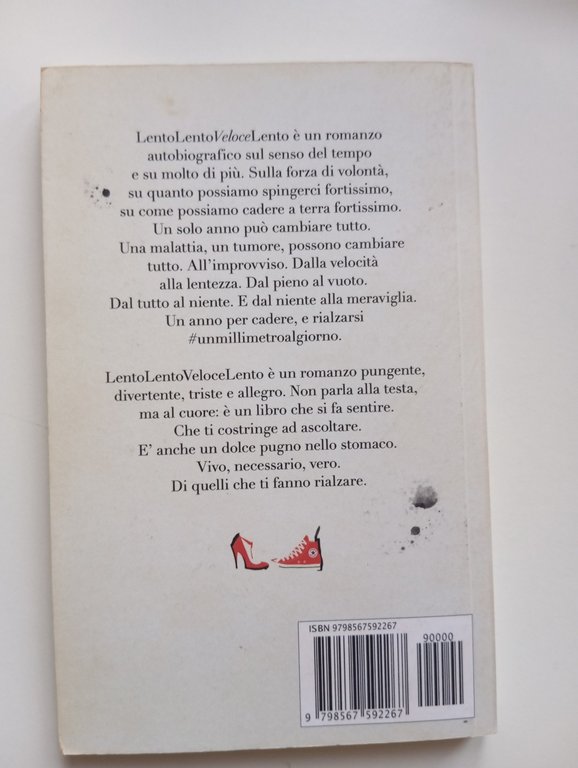 LentoLentoVeloceLento è un romanzo
autobiografico sul senso del tempo
e su molto di più. Sulla forza di volontà,
su quanto possiamo spingerci fortissimo,
su come possiamo cadere a terra fortissimo.
Un solo anno può cambiare tutto.
Una malattia, un tumore, possono cambiare
tutto. All'improvviso. Dalla velocità
alla lentezza. Dal pieno al vuoto.
Dal tutto al niente. E dal niente alla meraviglia.
Un anno per cadere, e rialzarsi
#unmillimetroalgiorno.
LentoLentoVeloceLento è un romanzo pungente,
divertente, triste e allegro. Non parla alla testa,
ma al cuore: è un libro che si fa sentire.
Che ti costringe ad ascoltare.
E' anche un dolce pugno nello stomaco.
Vivo, necessario, vero.
Di quelli che ti fanno rialzare.
ISBN 9798567592267
90000
9 798567 592267